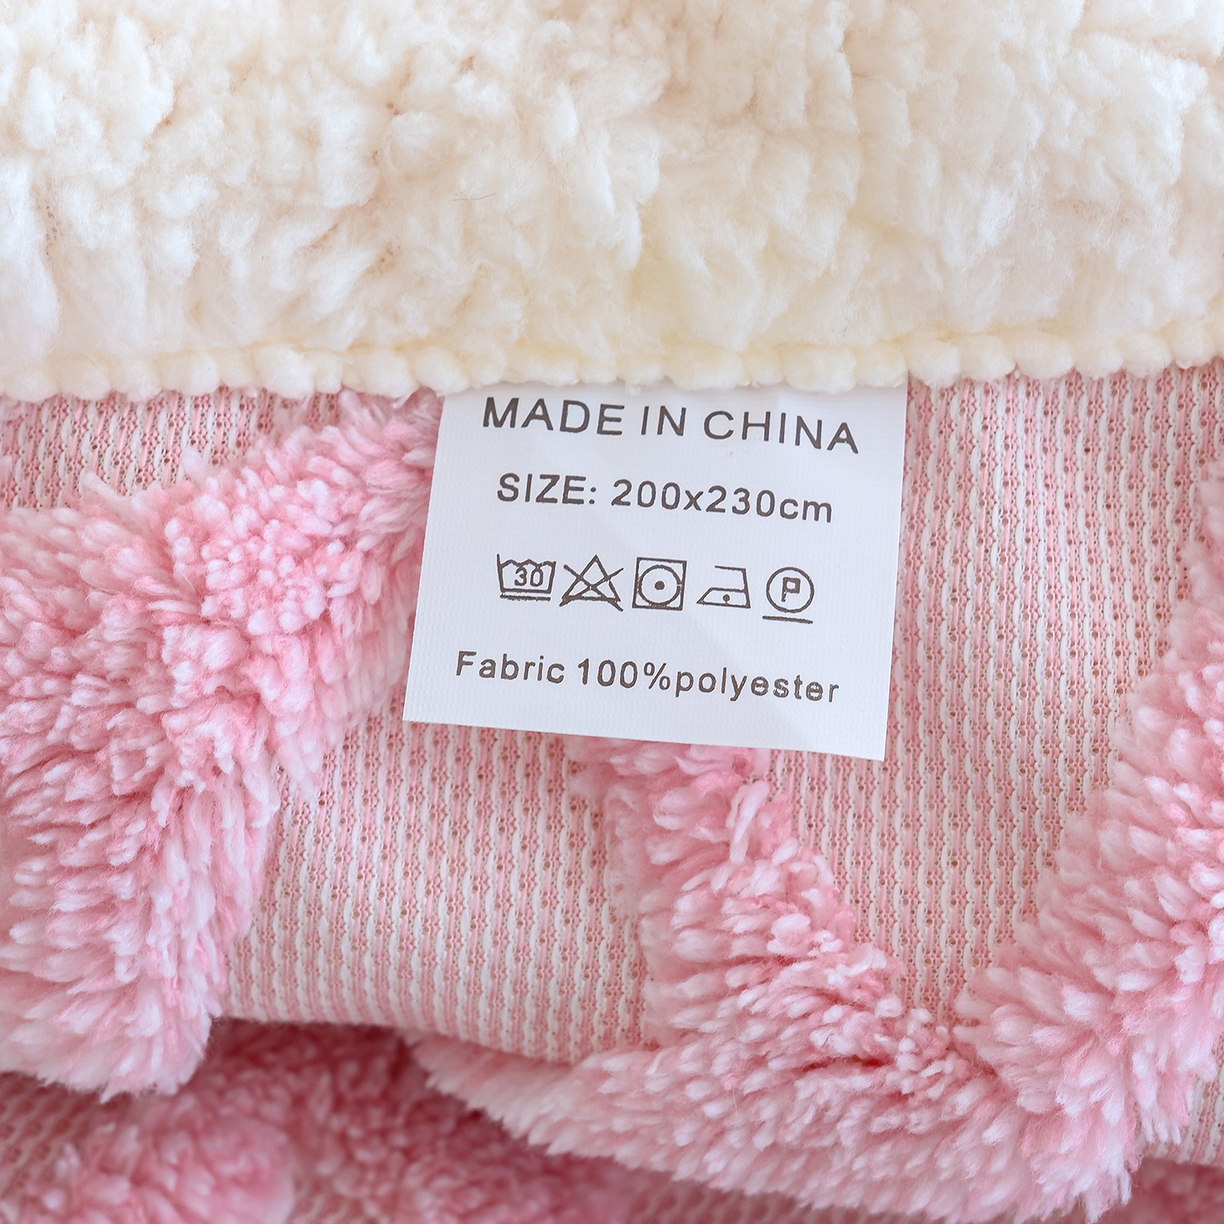 MADE IN CHINA
SIZE: 200x230cm
30 P
Fabric 100%polyester